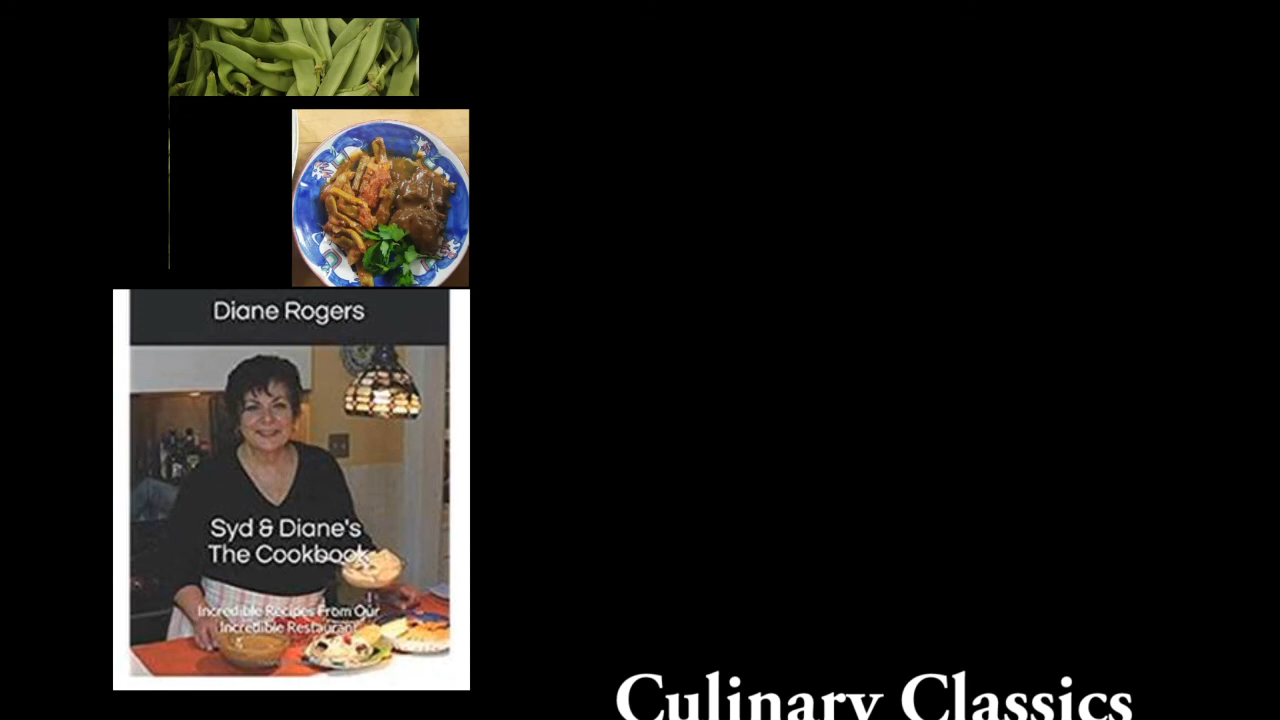 Diane Rogers
Syd & Diane's
The Cookbook
Incredible Recipes From Our
Incredible Restaurant
Culinary Classics